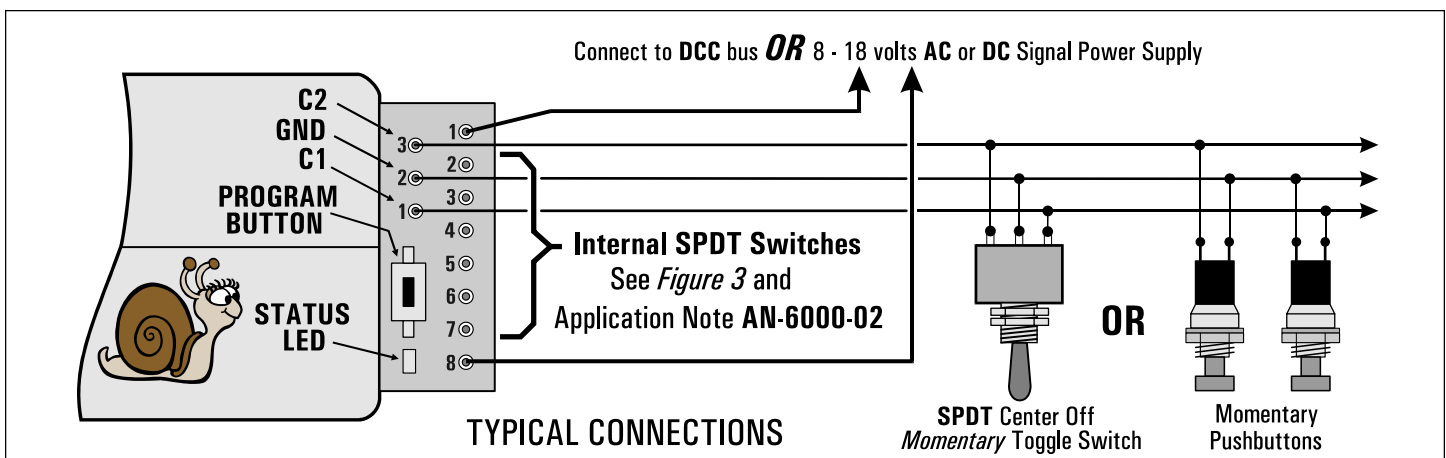 Connect to DCC bus OR 8 - 18 volts AC or DC Signal Power Supply
C2
GND
C1
PROGRAM
BUTTON
STATUS
LED
3
2
1
1
2
3
4
5
6
7
8
Internal SPDT Switches
See Figure 3 and
Application Note AN-6000-02
OR
SPDT Center Off
Momentary Toggle Switch
Momentary
Pushbuttons
TYPICAL CONNECTIONS